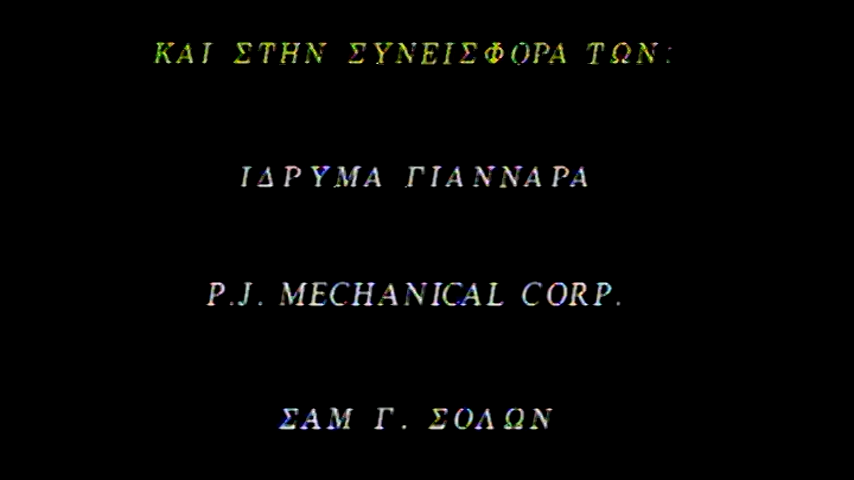 ΚΑΙ ΣΤΗΝ ΣΥΝΕΙΣΦΟΡΑ ΤΩΝ:
ΙΔΡΥΜΑ ΓΙΑΝΝΑΡΑ
P.J. MECHANICAL CORP.
ΣΑΜ Γ. ΣΟΛΩΝ